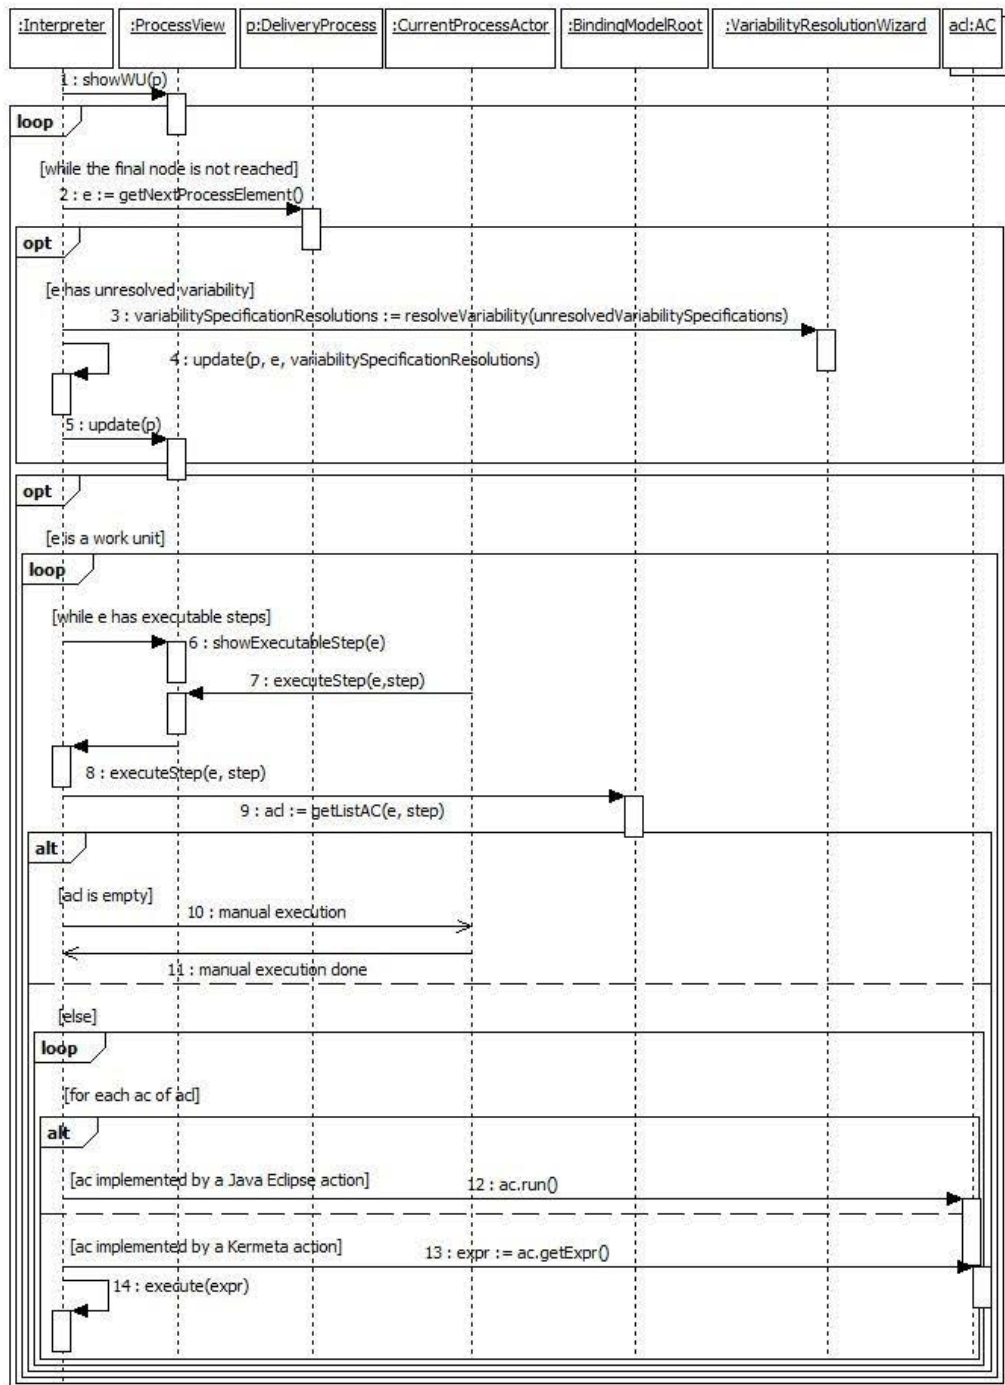 :Interpreter
:ProcessView
p:DeliveryProcess
:CurrentProcessActor
:BindingModelRoot
:VariabilityResolutionWizard
acl:AC
1 : showWU(p)
loop
[while the final node is not reached]
2 : e := getNextProcessElement()
opt
[e has unresolved variability]
3 : variabilitySpecificationResolutions := resolveVariability(unresolvedVariabilitySpecifications)
4 : update(p, e, variabilitySpecificationResolutions)
5 : update(p)
opt
[e is a work unit]
loop
[while e has executable steps]
6 : showExecutableStep(e)
7 : executeStep(e,step)
8 : executeStep(e, step)
9 : acl := getListAC(e, step)
alt
[acl is empty]
10 : manual execution
11 : manual execution done
[else]
loop
[for each ac of acl]
alt
[ac implemented by a Java Eclipse action]
12 : ac.run()
[ac implemented by a Kermeta action]
13 : expr := ac.getExpr()
14 : execute(expr)